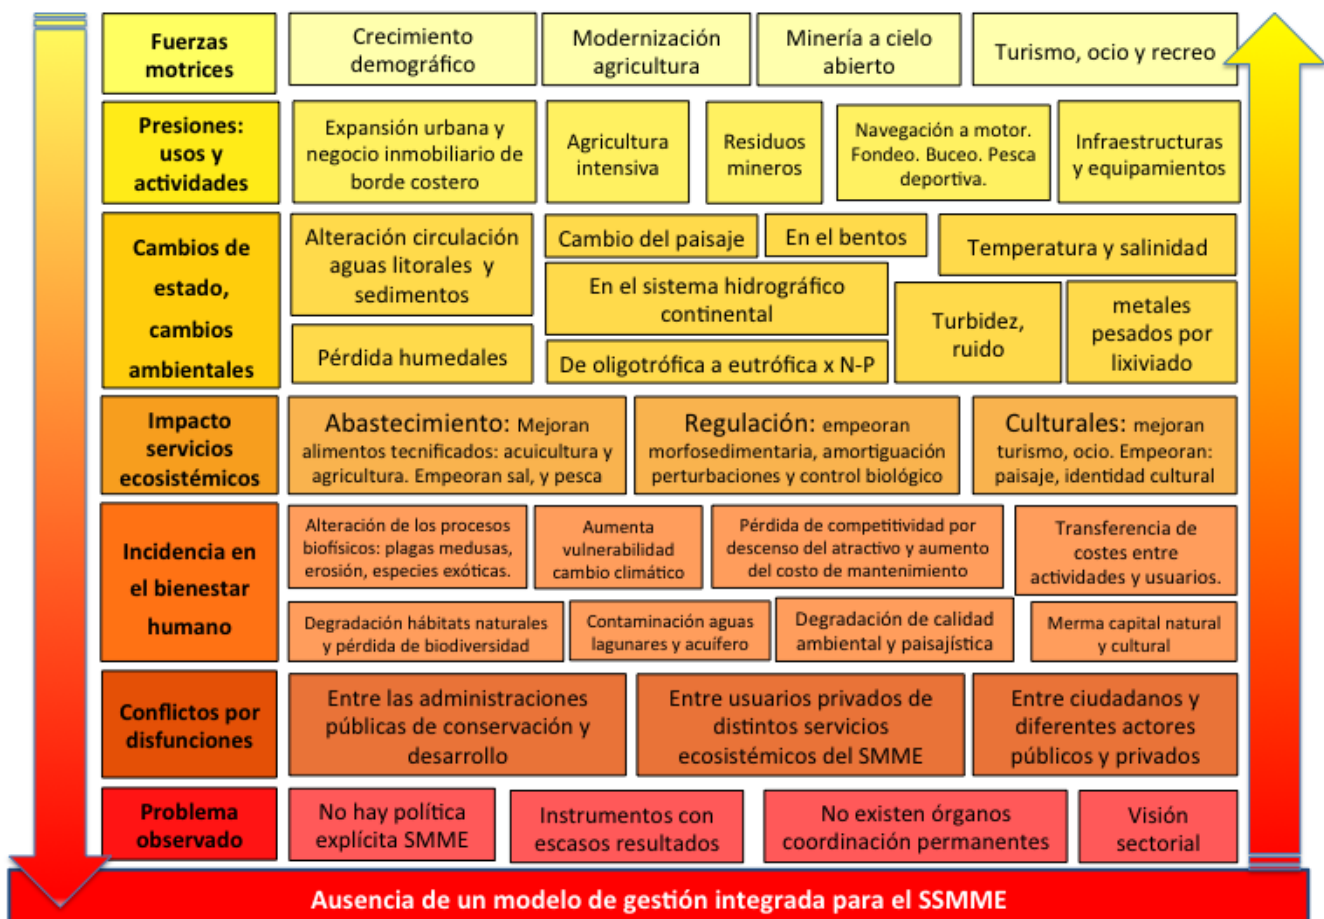 Fuerzas
motrices
Crecimiento
demográfico
Modernización
agricultura
Minería a cielo
abierto
Turismo, ocio y recreo
Presiones:
usos y
actividades
Expansión urbana y
negocio inmobiliario de
borde costero
Agricultura
intensiva
Residuos
mineros
Navegación a motor.
Fondeo. Buceo. Pesca
deportiva.
Infraestructuras
y equipamientos
Cambios de
estado,
cambios
ambientales
Alteración circulación
aguas litorales y
sedimentos
Cambio del paisaje
En el bentos
Temperatura y salinidad
En el sistema hidrográfico
continental
Turbidez,
ruido
metales
pesados por
lixiviado
Pérdida humedales
De oligotrófica a eutrófica x N-P
Impacto
servicios
ecosistémicos
Abastecimiento: Mejoran
alimentos tecnificados: acuicultura y
agricultura. Empeoran sal, y pesca
Regulación: empeoran
morfosedimentaria, amortiguación
perturbaciones y control biológico
Culturales: mejoran
turismo, ocio. Empeoran:
paisaje, identidad cultural
Incidencia en
el bienestar
humano
Alteración de los procesos
biofísicos: plagas medusas,
erosión, especies exóticas.
Aumenta
vulnerabilidad
cambio climático
Pérdida de competitividad por
descenso del atractivo y aumento
del costo de mantenimiento
Transferencia de
costes entre
actividades y usuarios.
Degradación hábitats naturales
y pérdida de biodiversidad
Contaminación aguas
lagunares y acuífero
Degradación de calidad
ambiental y paisajística
Merma capital natural
y cultural
Conflictos por
disfunciones
Entre las administraciones
públicas de conservación y
desarrollo
Entre usuarios privados de
distintos servicios
ecosistémicos del SMME
Entre ciudadanos y
diferentes actores
públicos y privados
Problema
observado
No hay política
explícita SMME
Instrumentos con
escasos resultados
No existen órganos
coordinación permanentes
Visión
sectorial
Ausencia de un modelo de gestión integrada para el SSMME